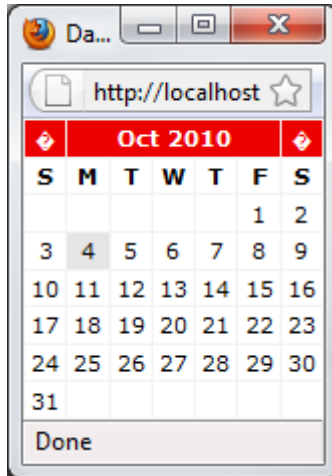 Da...
http://localhost
� Oct 2010 �
S M T W T F S
1 2
3 4 5 6 7 8 9
10 11 12 13 14 15 16
17 18 19 20 21 22 23
24 25 26 27 28 29 30
31
Done